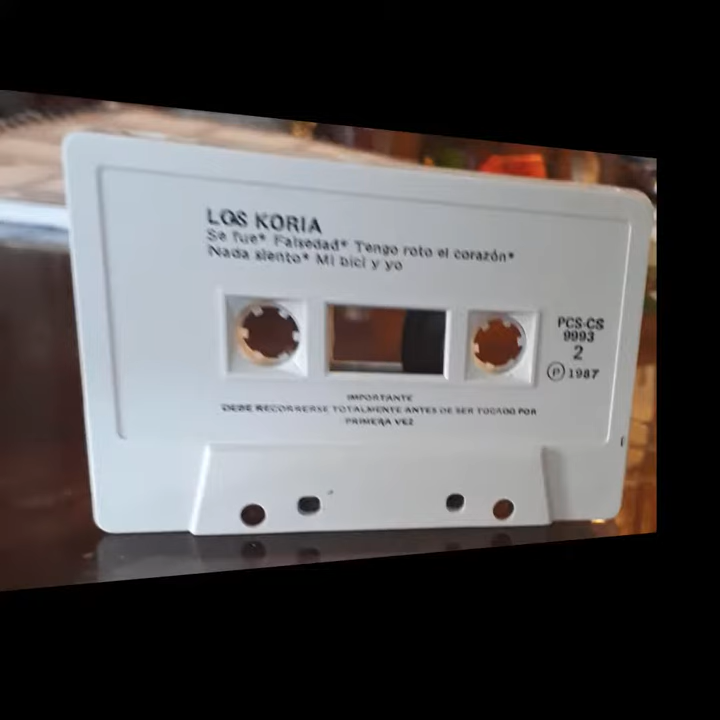 LOS KORIA
Se fue* Falsedad* Tengo roto el corazón*
Nada siento* Mi bici y yo
PCS-CS
9993
2
Ⓟ 1987
IMPORTANTE
DEBE RECORRERSE TOTALMENTE ANTES DE SER TOCADO POR
PRIMERA VEZ